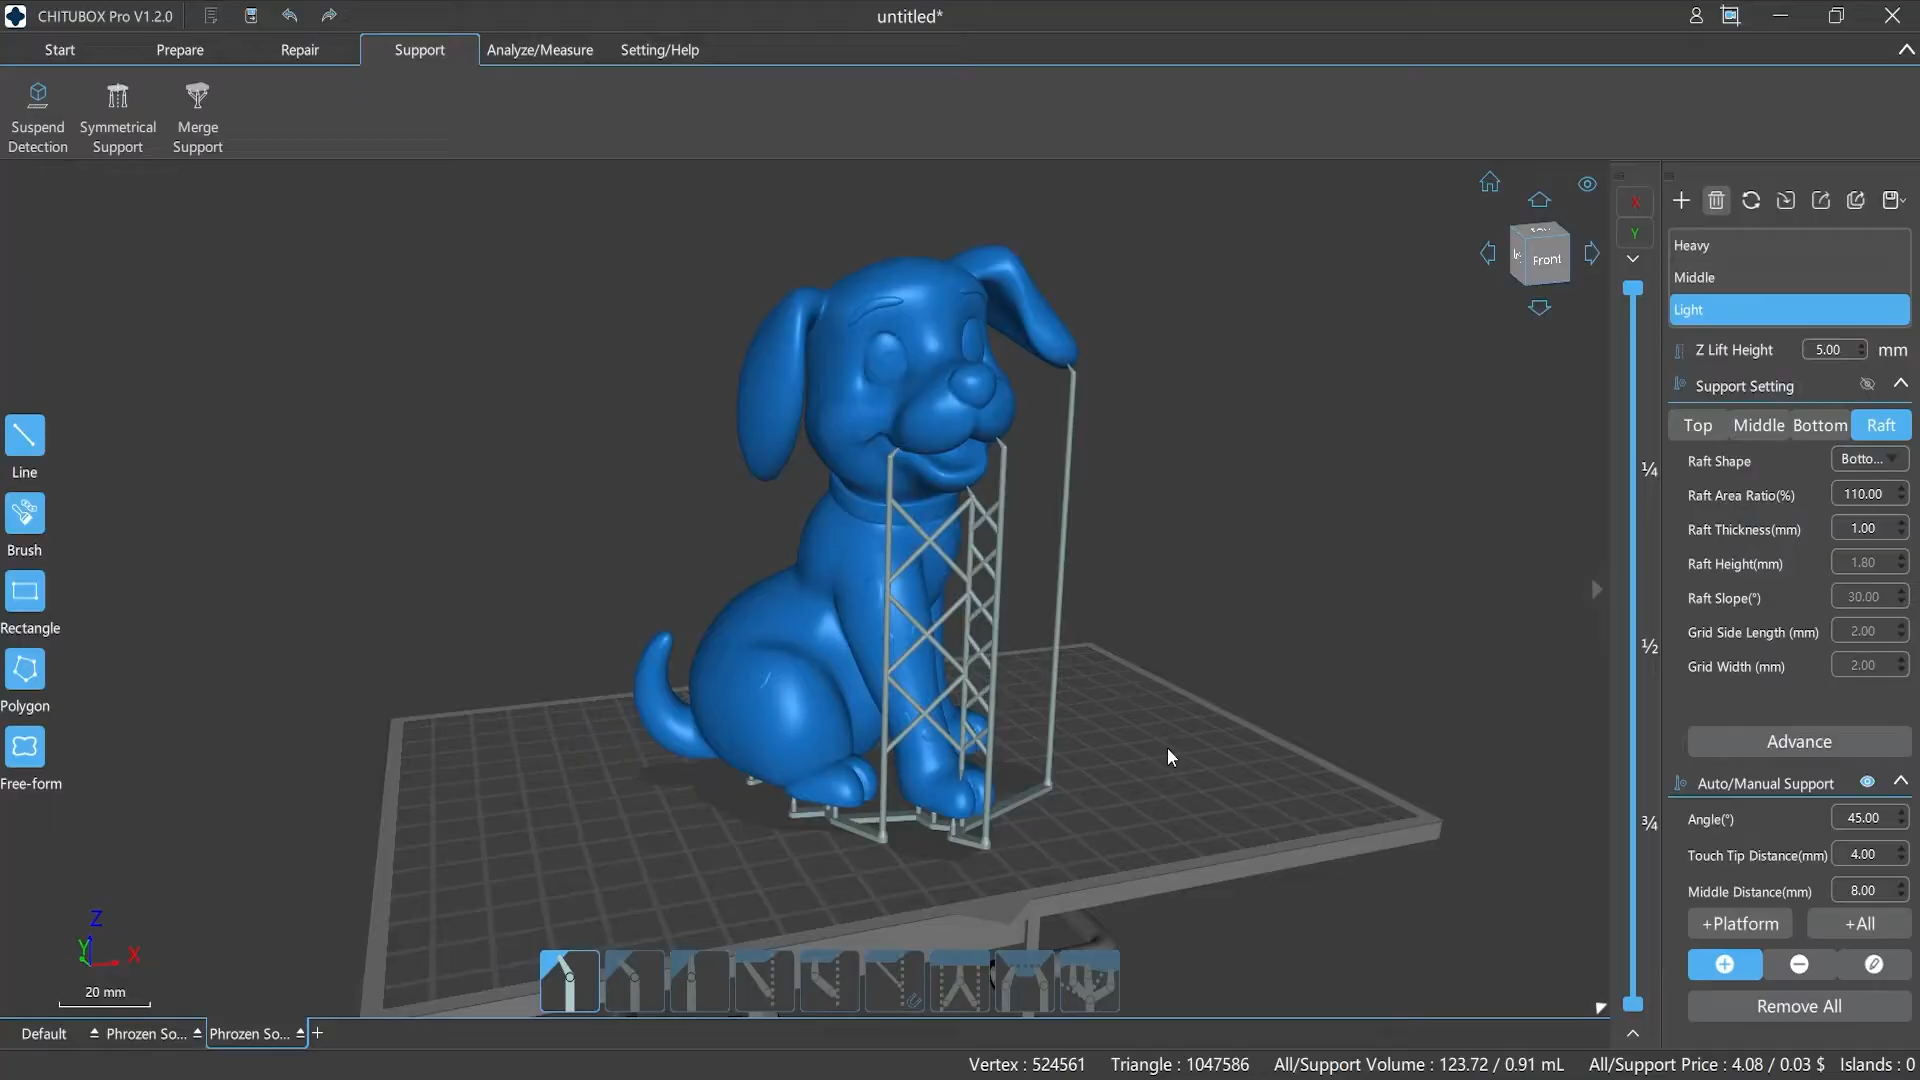 CHITUBOX Pro V1.2.0
untitled*
Start
Prepare
Repair
Support
Analyze/Measure
Setting/Help
Suspend
Detection
Symmetrical
Support
Merge
Support
Line
Brush
Rectangle
Polygon
Free-form
Front
X
Y
1/4
1/2
3/4
Heavy
Middle
Light
Z Lift Height 5.00 mm
Support Setting
Top Middle Bottom Raft
Raft Shape Botto...
Raft Area Ratio(%) 110.00
Raft Thickness(mm) 1.00
Raft Height(mm) 1.80
Raft Slope(°) 30.00
Grid Side Length (mm) 2.00
Grid Width (mm) 2.00
Advance
Auto/Manual Support
Angle(°) 45.00
Touch Tip Distance(mm) 4.00
Middle Distance(mm) 8.00
+Platform +All
Remove All
Z
Y
X
20 mm
Default
Phrozen So...
Phrozen So...
Vertex : 524561 Triangle : 1047586 All/Support Volume : 123.72 / 0.91 mL All/Support Price : 4.08 / 0.03 $ Islands : 0